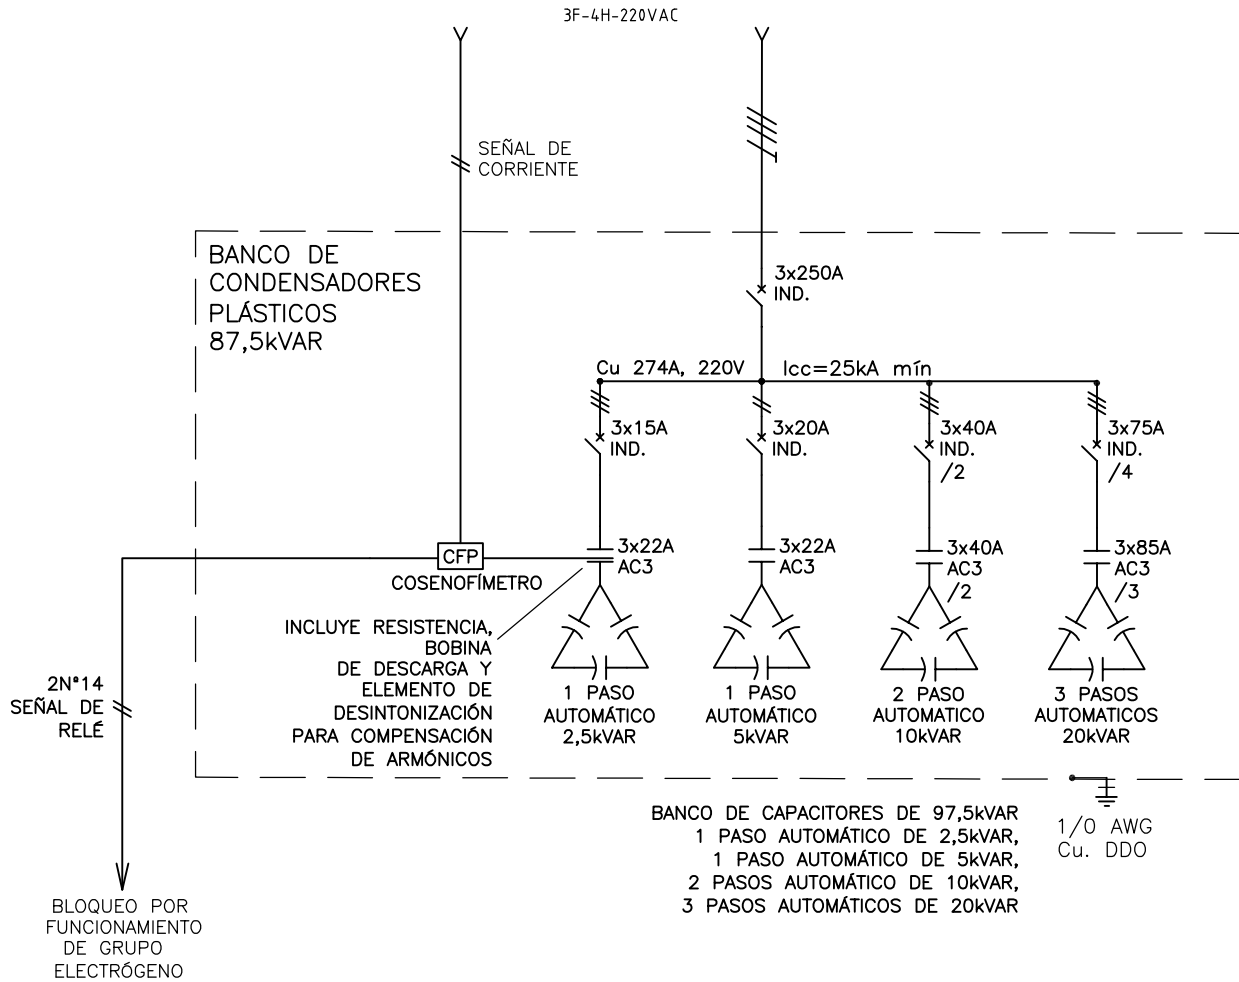 3F-4H-220VAC
SEÑAL DE
CORRIENTE
BANCO DE
CONDENSADORES
PLÁSTICOS
87,5kVAR
3x250A
IND.
Cu 274A, 220V
Icc=25kA mín
3x15A
IND.
3x20A
IND.
3x40A
IND.
/2
3x75A
IND.
/4
CFP
COSENOFÍMETRO
3x22A
AC3
3x22A
AC3
3x40A
AC3
/2
3x85A
AC3
/3
INCLUYE RESISTENCIA,
BOBINA
DE DESCARGA Y
ELEMENTO DE
DESINTONIZACIÓN
PARA COMPENSACIÓN
DE ARMÓNICOS
1 PASO
AUTOMÁTICO
2,5kVAR
1 PASO
AUTOMÁTICO
5kVAR
2 PASO
AUTOMATICO
10kVAR
3 PASOS
AUTOMATICOS
20kVAR
2N°14
SEÑAL DE
RELÉ
BANCO DE CAPACITORES DE 97,5kVAR
1 PASO AUTOMÁTICO DE 2,5kVAR,
1 PASO AUTOMÁTICO DE 5kVAR,
2 PASOS AUTOMÁTICO DE 10kVAR,
3 PASOS AUTOMÁTICOS DE 20kVAR
1/0 AWG
Cu. DDO
BLOQUEO POR
FUNCIONAMIENTO
DE GRUPO
ELECTRÓGENO